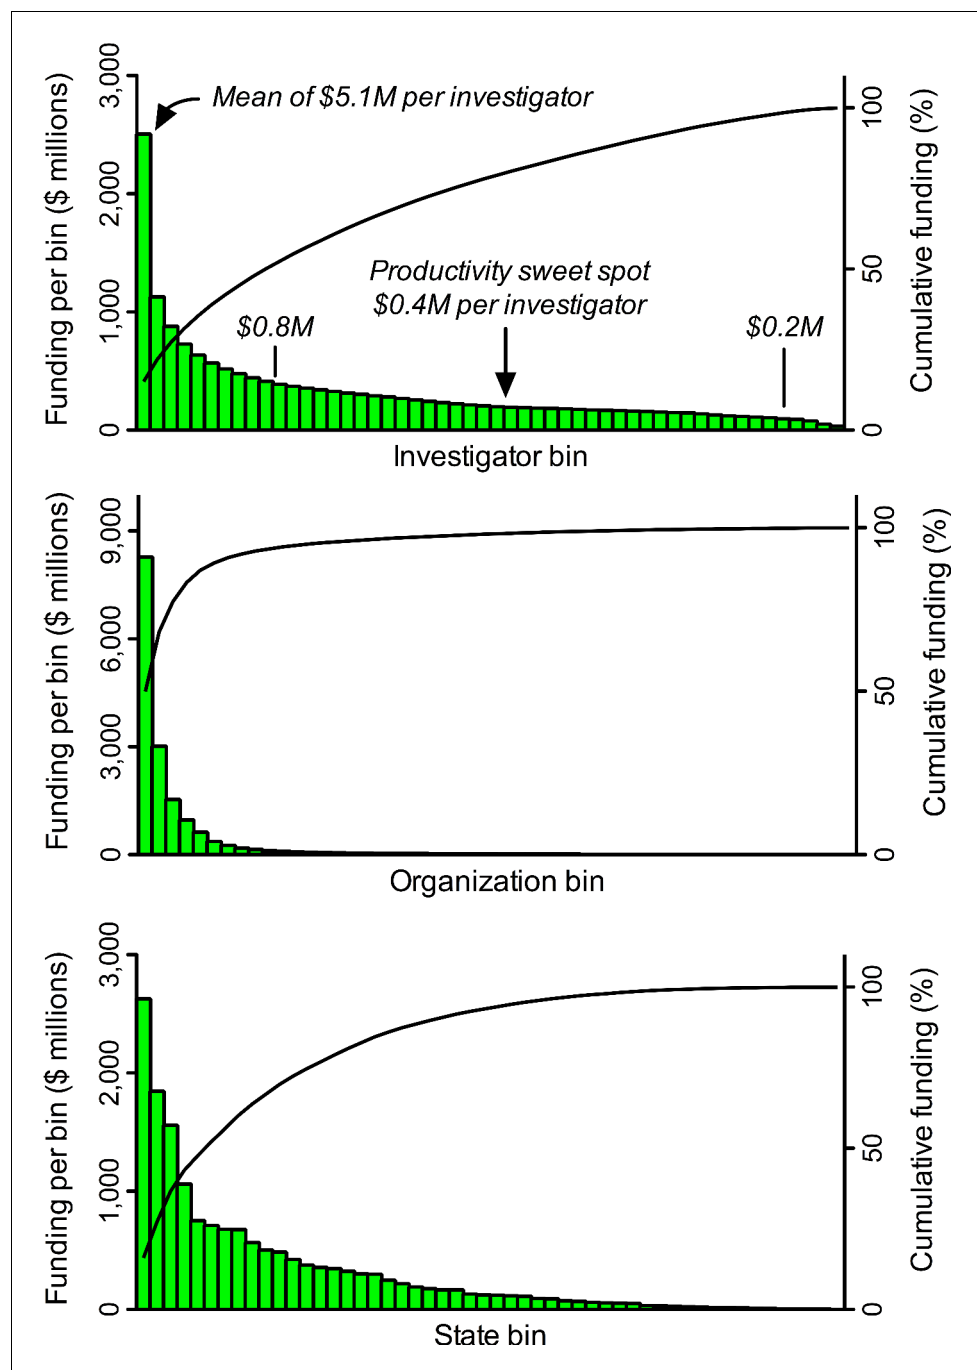 Funding per bin ($ millions)
3,000
2,000
1,000
0
Mean of $5.1M per investigator
Productivity sweet spot
$0.4M per investigator
$0.8M
$0.2M
100
50
0
Cumulative funding (%)
Investigator bin
Funding per bin ($ millions)
9,000
6,000
3,000
0
100
50
0
Cumulative funding (%)
Organization bin
Funding per bin ($ millions)
3,000
2,000
1,000
0
100
50
0
Cumulative funding (%)
State bin